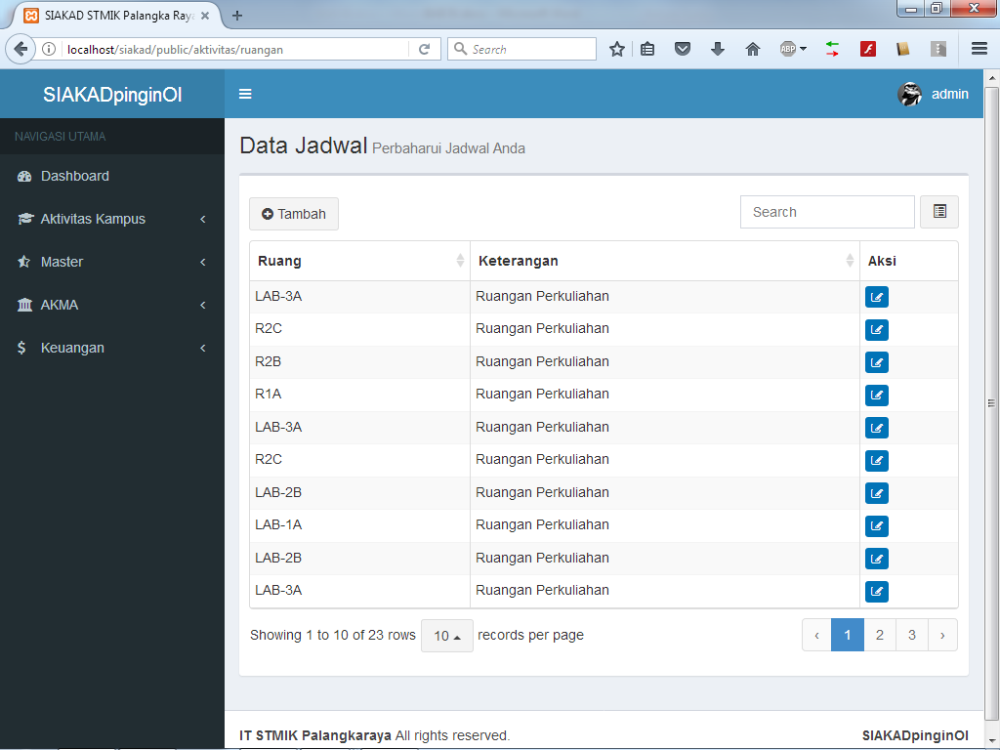 SIAKAD STMIK Palangka Raya
localhost/siakad/public/aktivitas/ruangan
Search
ABP
SIAKADpinginOl
admin
NAVIGASI UTAMA
Dashboard
Aktivitas Kampus
Master
AKMA
Keuangan
Data Jadwal Perbaharui Jadwal Anda
Tambah
Search
Ruang Keterangan Aksi
LAB-3A Ruangan Perkuliahan
R2C Ruangan Perkuliahan
R2B Ruangan Perkuliahan
R1A Ruangan Perkuliahan
LAB-3A Ruangan Perkuliahan
R2C Ruangan Perkuliahan
LAB-2B Ruangan Perkuliahan
LAB-1A Ruangan Perkuliahan
LAB-2B Ruangan Perkuliahan
LAB-3A Ruangan Perkuliahan
Showing 1 to 10 of 23 rows 10 records per page
‹ 1 2 3 ›
IT STMIK Palangkaraya All rights reserved. SIAKADpinginOl